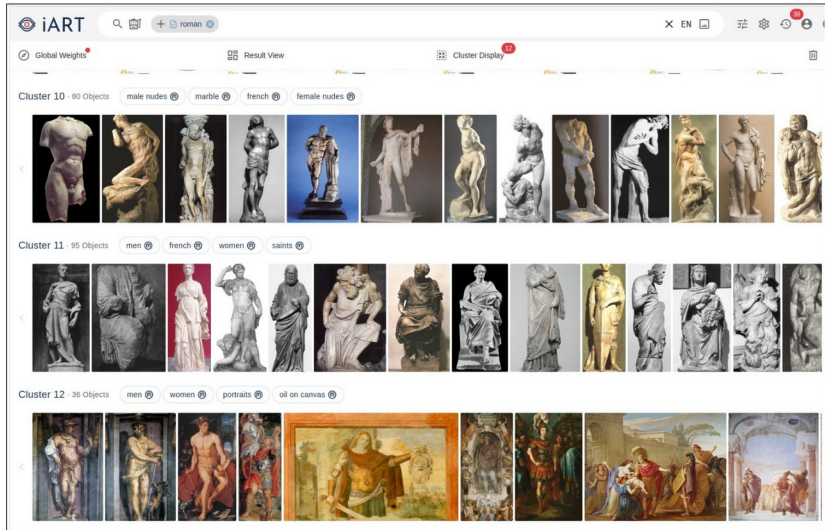 iART
roman
EN
38
Global Weights
Result View
Cluster Display
12
Cluster 10 · 80 Objects
male nudes
marble
french
female nudes
Cluster 11 · 95 Objects
men
french
women
saints
Cluster 12 · 36 Objects
men
women
portraits
oil on canvas